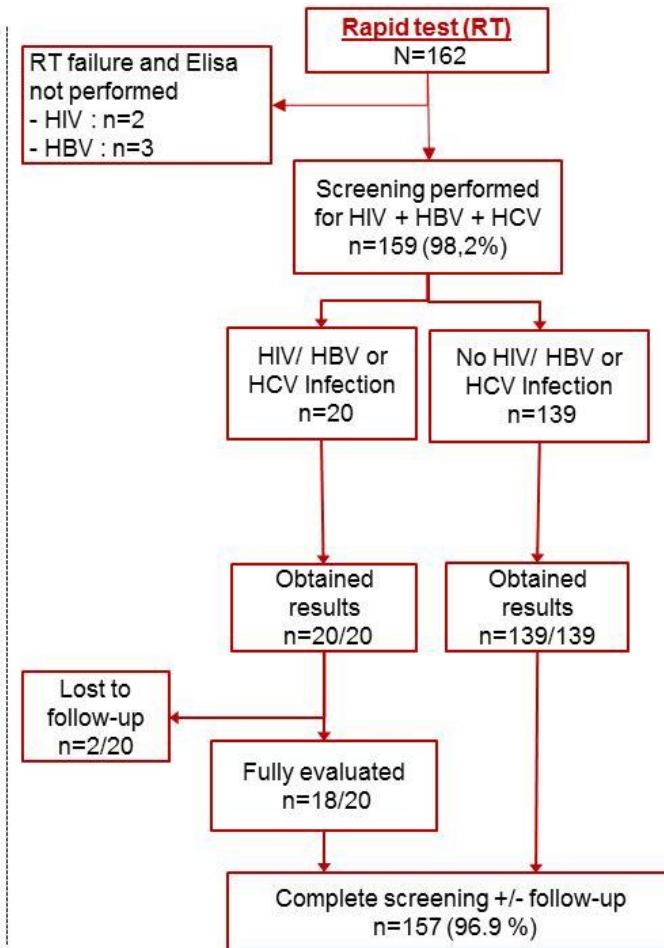 Rapid test (RT)
N=162
RT failure and Elisa
not performed
- HIV : n=2
- HBV : n=3
Screening performed
for HIV + HBV + HCV
n=159 (98,2%)
HIV/ HBV or
HCV Infection
n=20
No HIV/ HBV or
HCV Infection
n=139
Obtained
results
n=20/20
Obtained
results
n=139/139
Lost to
follow-up
n=2/20
Fully evaluated
n=18/20
Complete screening +/- follow-up
n=157 (96.9 %)